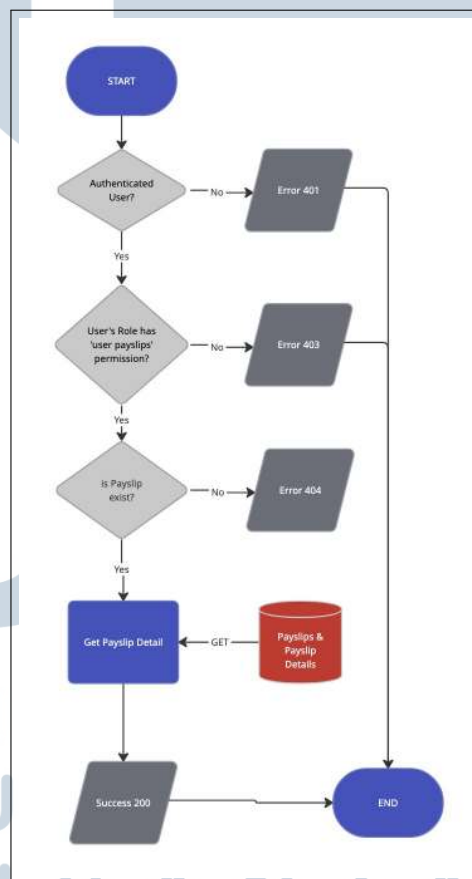 START
Authenticated
User?
No
Error 401
Yes
User's Role has
'user payslips'
permission?
No
Error 403
Yes
is Payslip
exist?
No
Error 404
Yes
Get Payslip Detail
GET
Payslips &
Payslip
Details
Success 200
END